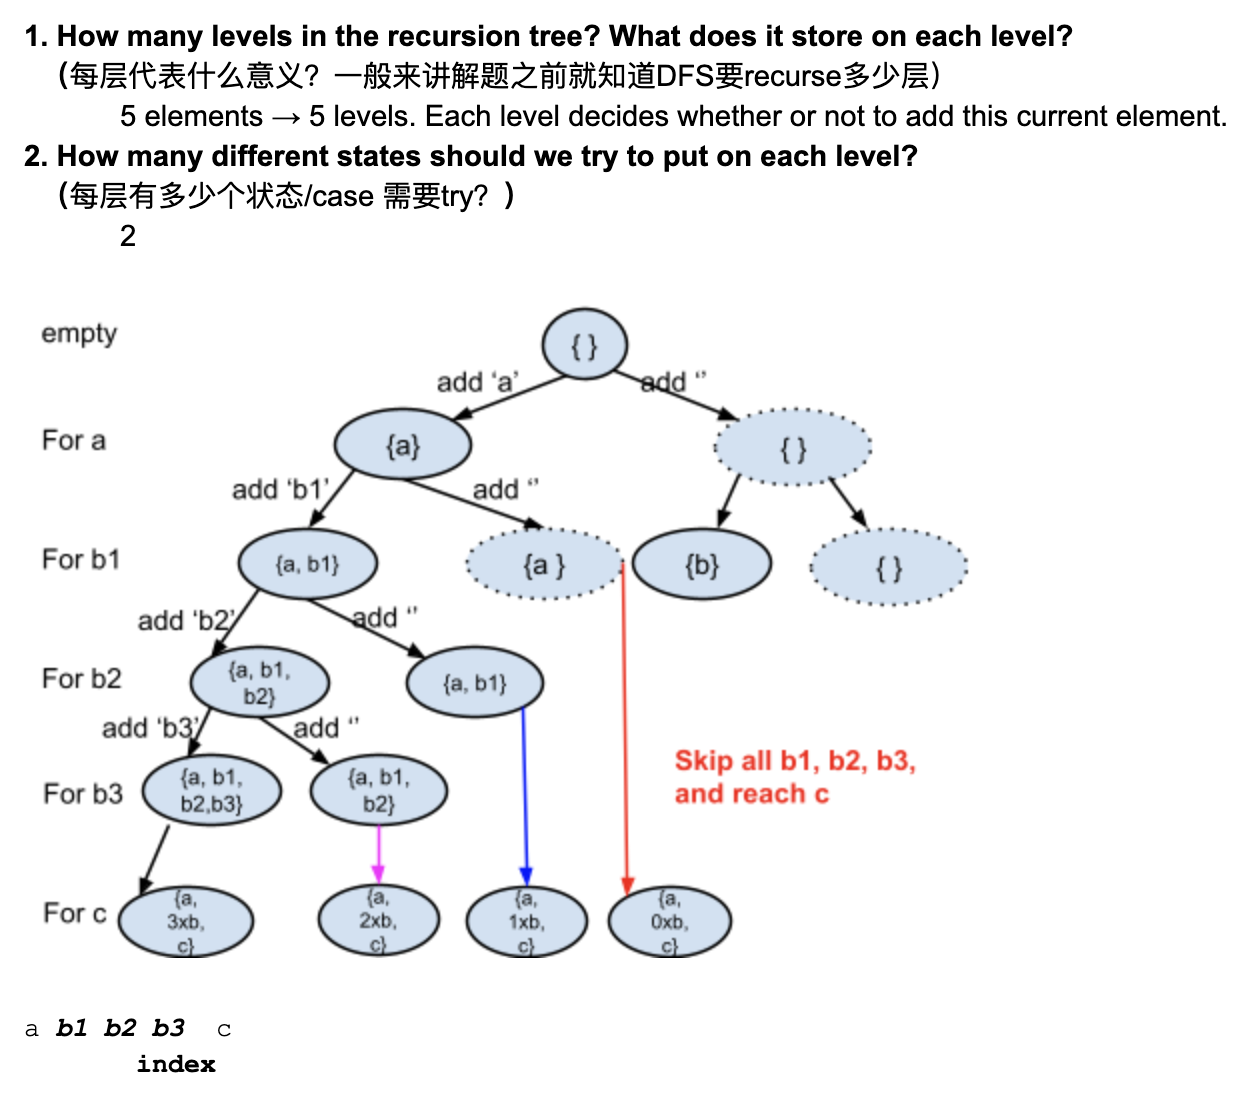 1. How many levels in the recursion tree? What does it store on each level?
（每层代表什么意义？一般来讲解题之前就知道DFS要recurse多少层）
5 elements → 5 levels. Each level decides whether or not to add this current element.
2. How many different states should we try to put on each level?
（每层有多少个状态/case 需要try？）
2
empty
{ }
add ‘a’
add ‘’
For a
{a}
{ }
add ‘b1’
add ‘’
For b1
{a, b1}
{a }
{b}
{ }
add ‘b2’
add ‘’
For b2
{a, b1,
b2}
{a, b1}
add ‘b3’
add ‘’
For b3
{a, b1,
b2,b3}
{a, b1,
b2}
Skip all b1, b2, b3,
and reach c
For c
{a,
3xb,
c}
{a,
2xb,
c}
{a,
1xb,
c}
{a,
0xb,
c}
a b1 b2 b3 c
index